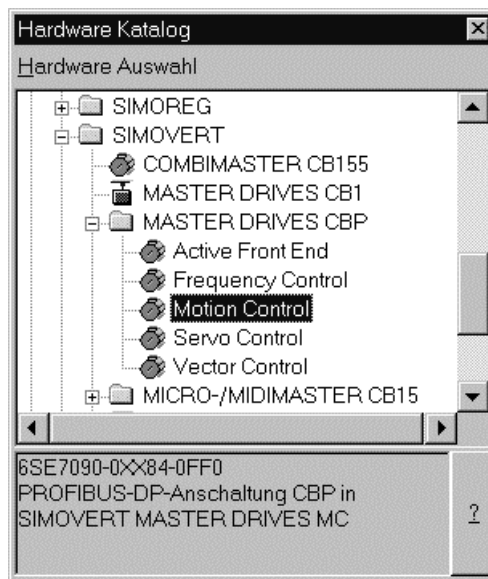 Hardware Katalog
Hardware Auswahl
SIMOREG
SIMOVERT
COMBIMASTER CB155
MASTER DRIVES CB1
MASTER DRIVES CBP
Active Front End
Frequency Control
Motion Control
Servo Control
Vector Control
MICRO-/MIDIMASTER CB15
6SE7090-0XX84-0FF0
PROFIBUS-DP-Anschaltung CBP in
SIMOVERT MASTER DRIVES MC
?